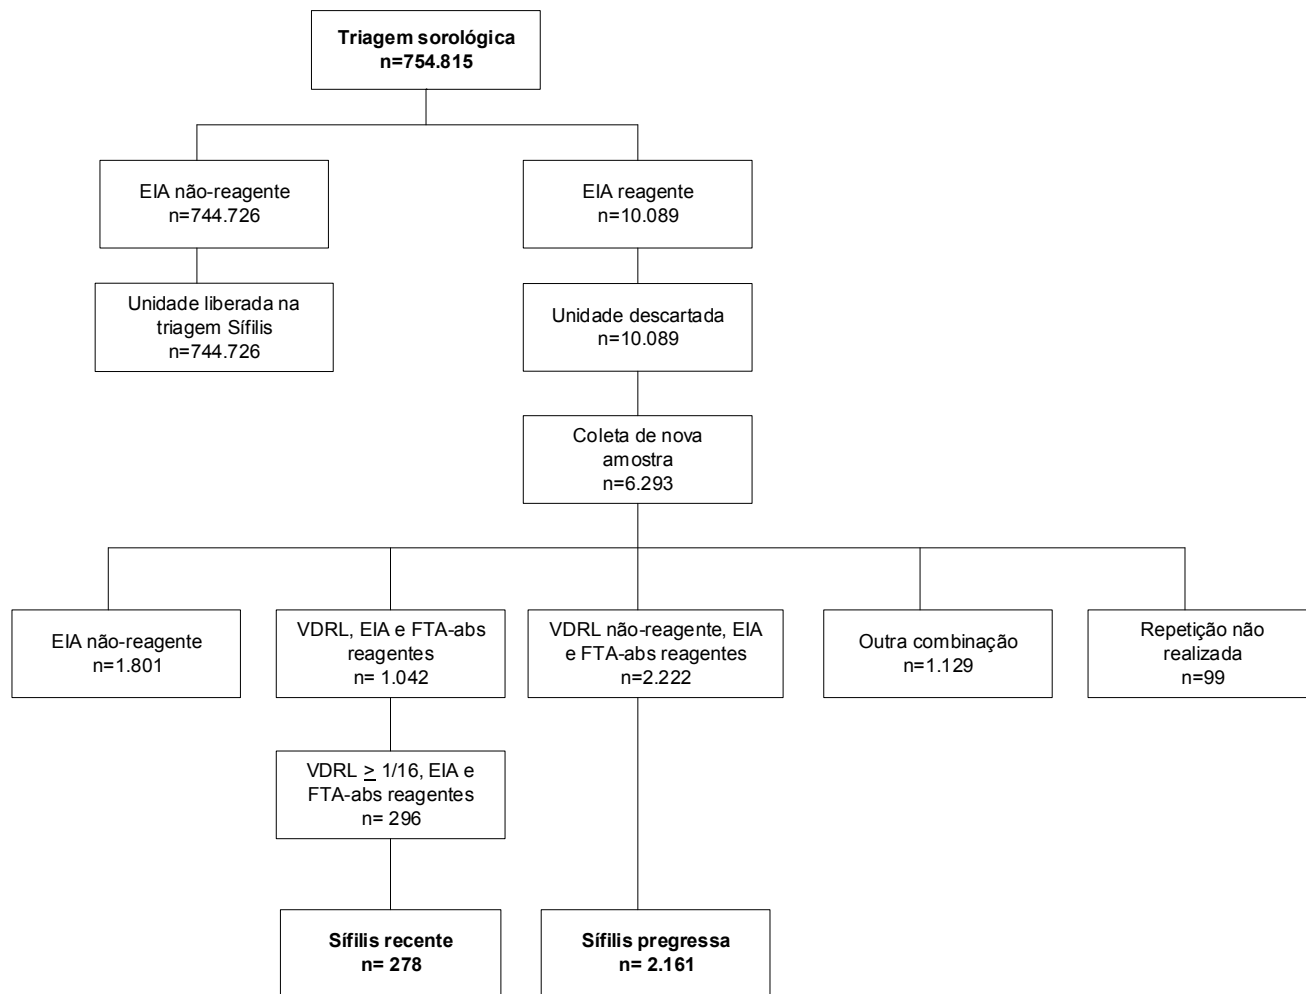 Triagem sorológica
n=754.815
EIA não-reagente
n=744.726
EIA reagente
n=10.089
Unidade liberada na
triagem Sífilis
n=744.726
Unidade descartada
n=10.089
Coleta de nova
amostra
n=6.293
EIA não-reagente
n=1.801
VDRL, EIA e FTA-abs
reagentes
n= 1.042
VDRL não-reagente, EIA
e FTA-abs reagentes
n=2.222
Outra combinação
n=1.129
Repetição não
realizada
n=99
VDRL ≥ 1/16, EIA e
FTA-abs reagentes
n= 296
Sífilis recente
n= 278
Sífilis pregressa
n= 2.161